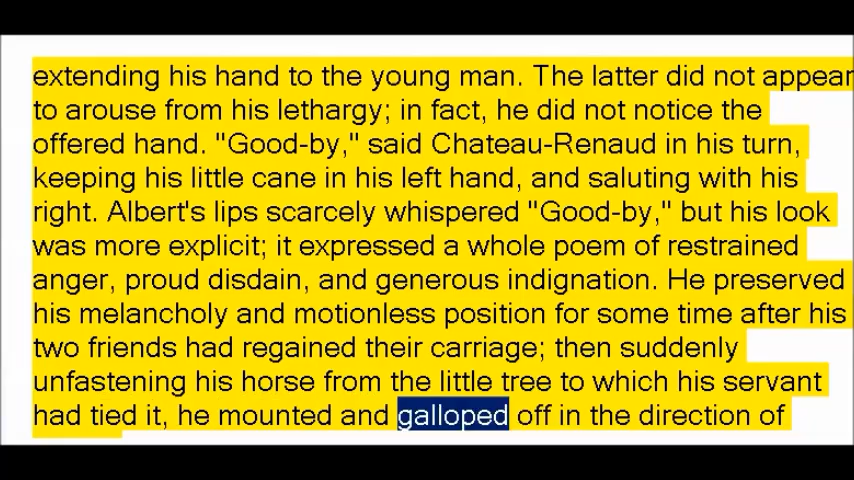 extending his hand to the young man. The latter did not appear
to arouse from his lethargy; in fact, he did not notice the
offered hand. "Good-by," said Chateau-Renaud in his turn,
keeping his little cane in his left hand, and saluting with his
right. Albert's lips scarcely whispered "Good-by," but his look
was more explicit; it expressed a whole poem of restrained
anger, proud disdain, and generous indignation. He preserved
his melancholy and motionless position for some time after his
two friends had regained their carriage; then suddenly
unfastening his horse from the little tree to which his servant
had tied it, he mounted and galloped off in the direction of